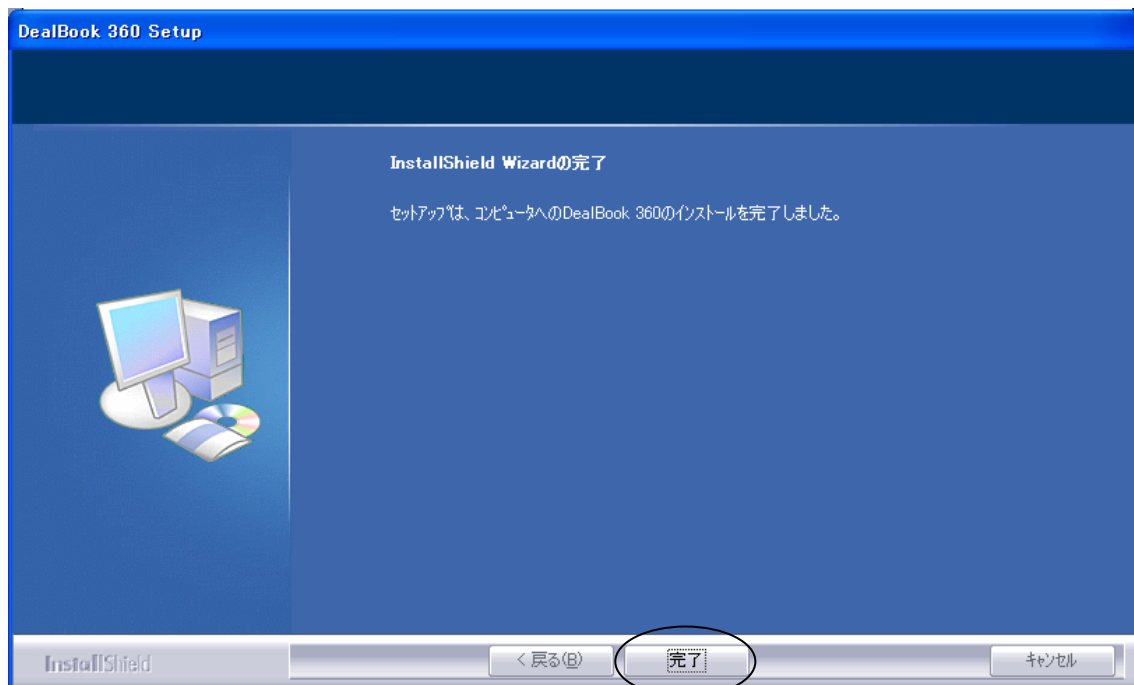 DealBook 360 Setup
InstallShield Wizardの完了
ｾｯﾄｱｯﾌﾟは、ｺﾝﾋﾟｭｰﾀへのDealBook 360のｲﾝｽﾄｰﾙを完了しました。
InstallShield
< 戻る(B)
完了
ｷｬﾝｾﾙ